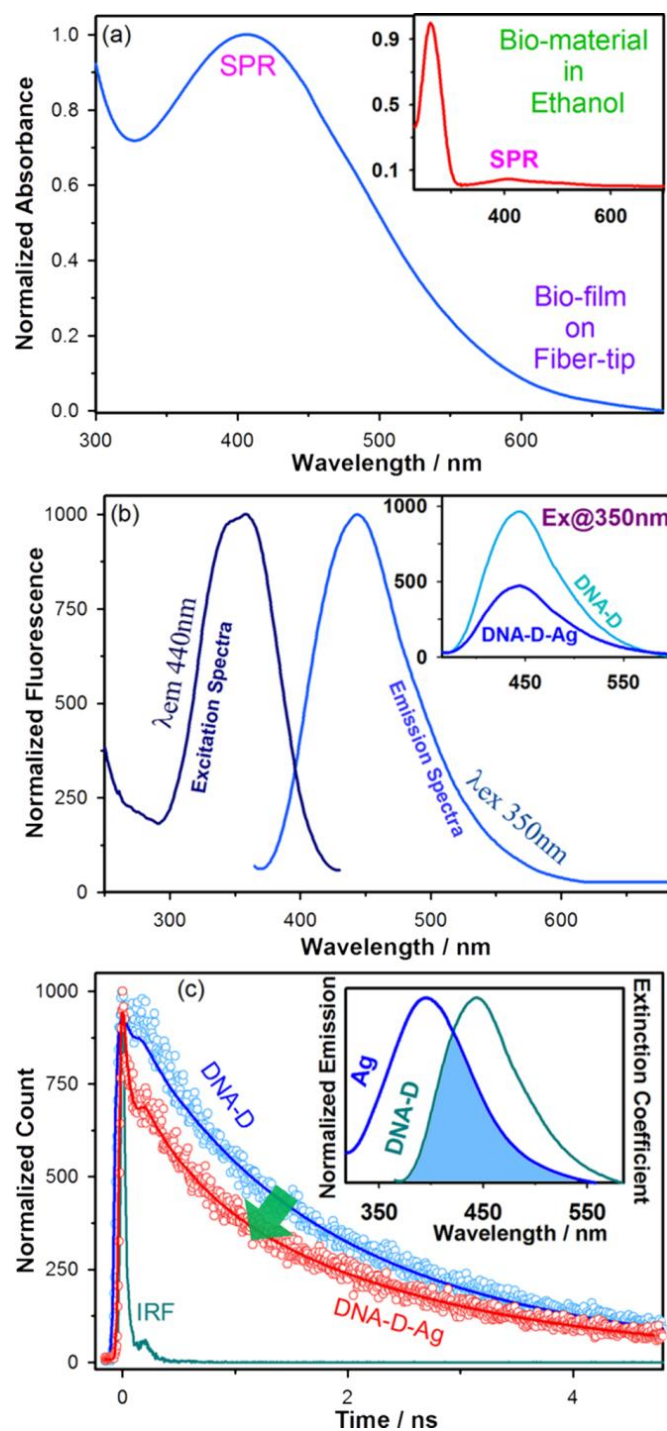 (a)
SPR
Bio-material
in
Ethanol
SPR
0.9
0.5
0.1
400
600
Bio-film
on
Fiber-tip
Normalized Absorbance
1.0
0.8
0.6
0.4
0.2
0.0
300
400
500
600
Wavelength / nm
(b)
Ex@350nm
DNA-D
DNA-D-Ag
1000
500
0
450
550
λem 440nm
Excitation Spectra
Emission Spectra
λex 350nm
Normalized Fluorescence
1000
750
500
250
0
300
400
500
600
Wavelength / nm
(c)
DNA-D
DNA-D-Ag
IRF
Normalized Emission
Extinction Coefficient
Ag
DNA-D
350
450
550
Wavelength / nm
Normalized Count
1000
750
500
250
0
0
2
4
Time / ns